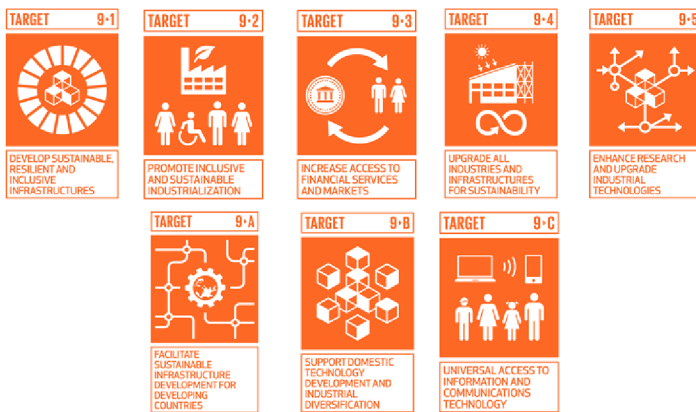 TARGET 9·1
DEVELOP SUSTAINABLE,
RESILIENT AND
INCLUSIVE
INFRASTRUCTURES
TARGET 9·2
PROMOTE INCLUSIVE
AND SUSTAINABLE
INDUSTRIALIZATION
TARGET 9·3
INCREASE ACCESS TO
FINANCIAL SERVICES
AND MARKETS
TARGET 9·4
UPGRADE ALL
INDUSTRIES AND
INFRASTRUCTURES
FOR SUSTAINABILITY
TARGET 9·5
ENHANCE RESEARCH
AND UPGRADE
INDUSTRIAL
TECHNOLOGIES
TARGET 9·A
FACILITATE
SUSTAINABLE
INFRASTRUCTURE
DEVELOPMENT FOR
DEVELOPING
COUNTRIES
TARGET 9·B
SUPPORT DOMESTIC
TECHNOLOGY
DEVELOPMENT AND
INDUSTRIAL
DIVERSIFICATION
TARGET 9·C
UNIVERSAL ACCESS TO
INFORMATION AND
COMMUNICATIONS
TECHNOLOGY